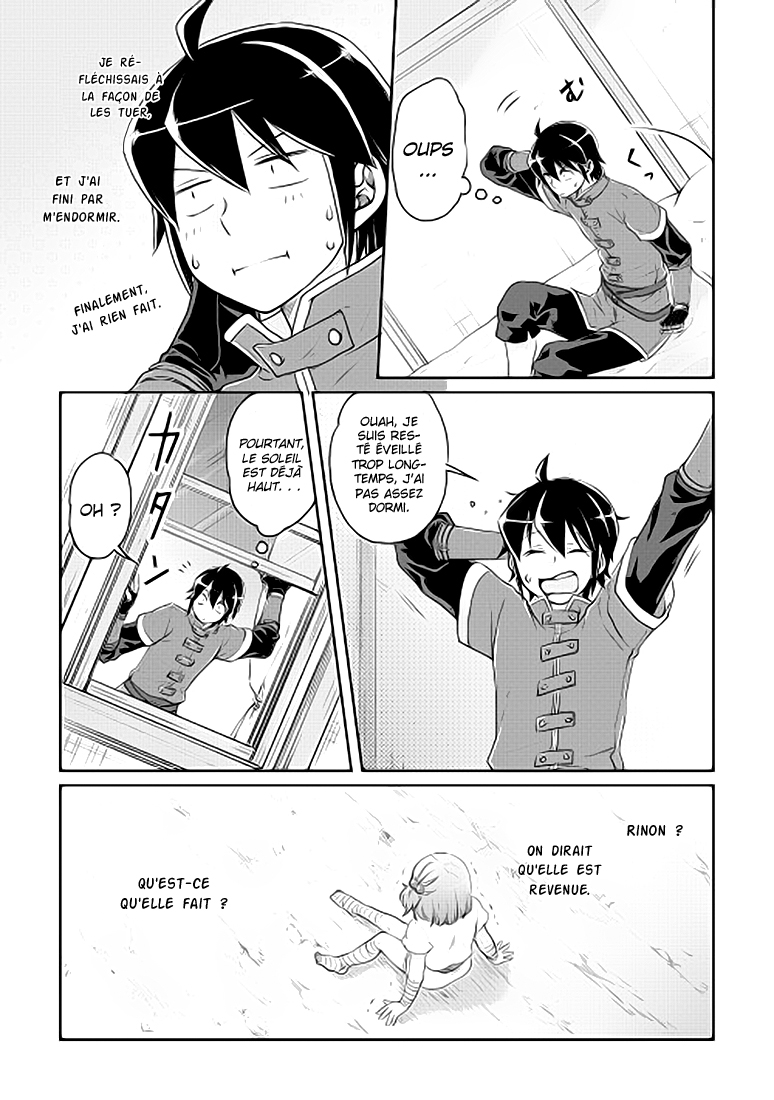 む
く
OUPS
...
JE RÉ-
FLÉCHISSAIS À
LA FAÇON DE
LES TUER,
ET J'AI
FINI PAR
M'ENDORMIR.
FINALEMENT,
J'AI RIEN FAIT.
OUAH, JE
SUIS RES-
TÉ ÉVEILLÉ
TROP LONG-
TEMPS, J'AI
PAS ASSEZ
DORMI.
POURTANT,
LE SOLEIL
EST DÉJÀ
HAUT. . .
カタン
OH ?
RINON ?
ON DIRAIT
QU'ELLE EST
REVENUE.
QU'EST-CE
QU'ELLE FAIT ?